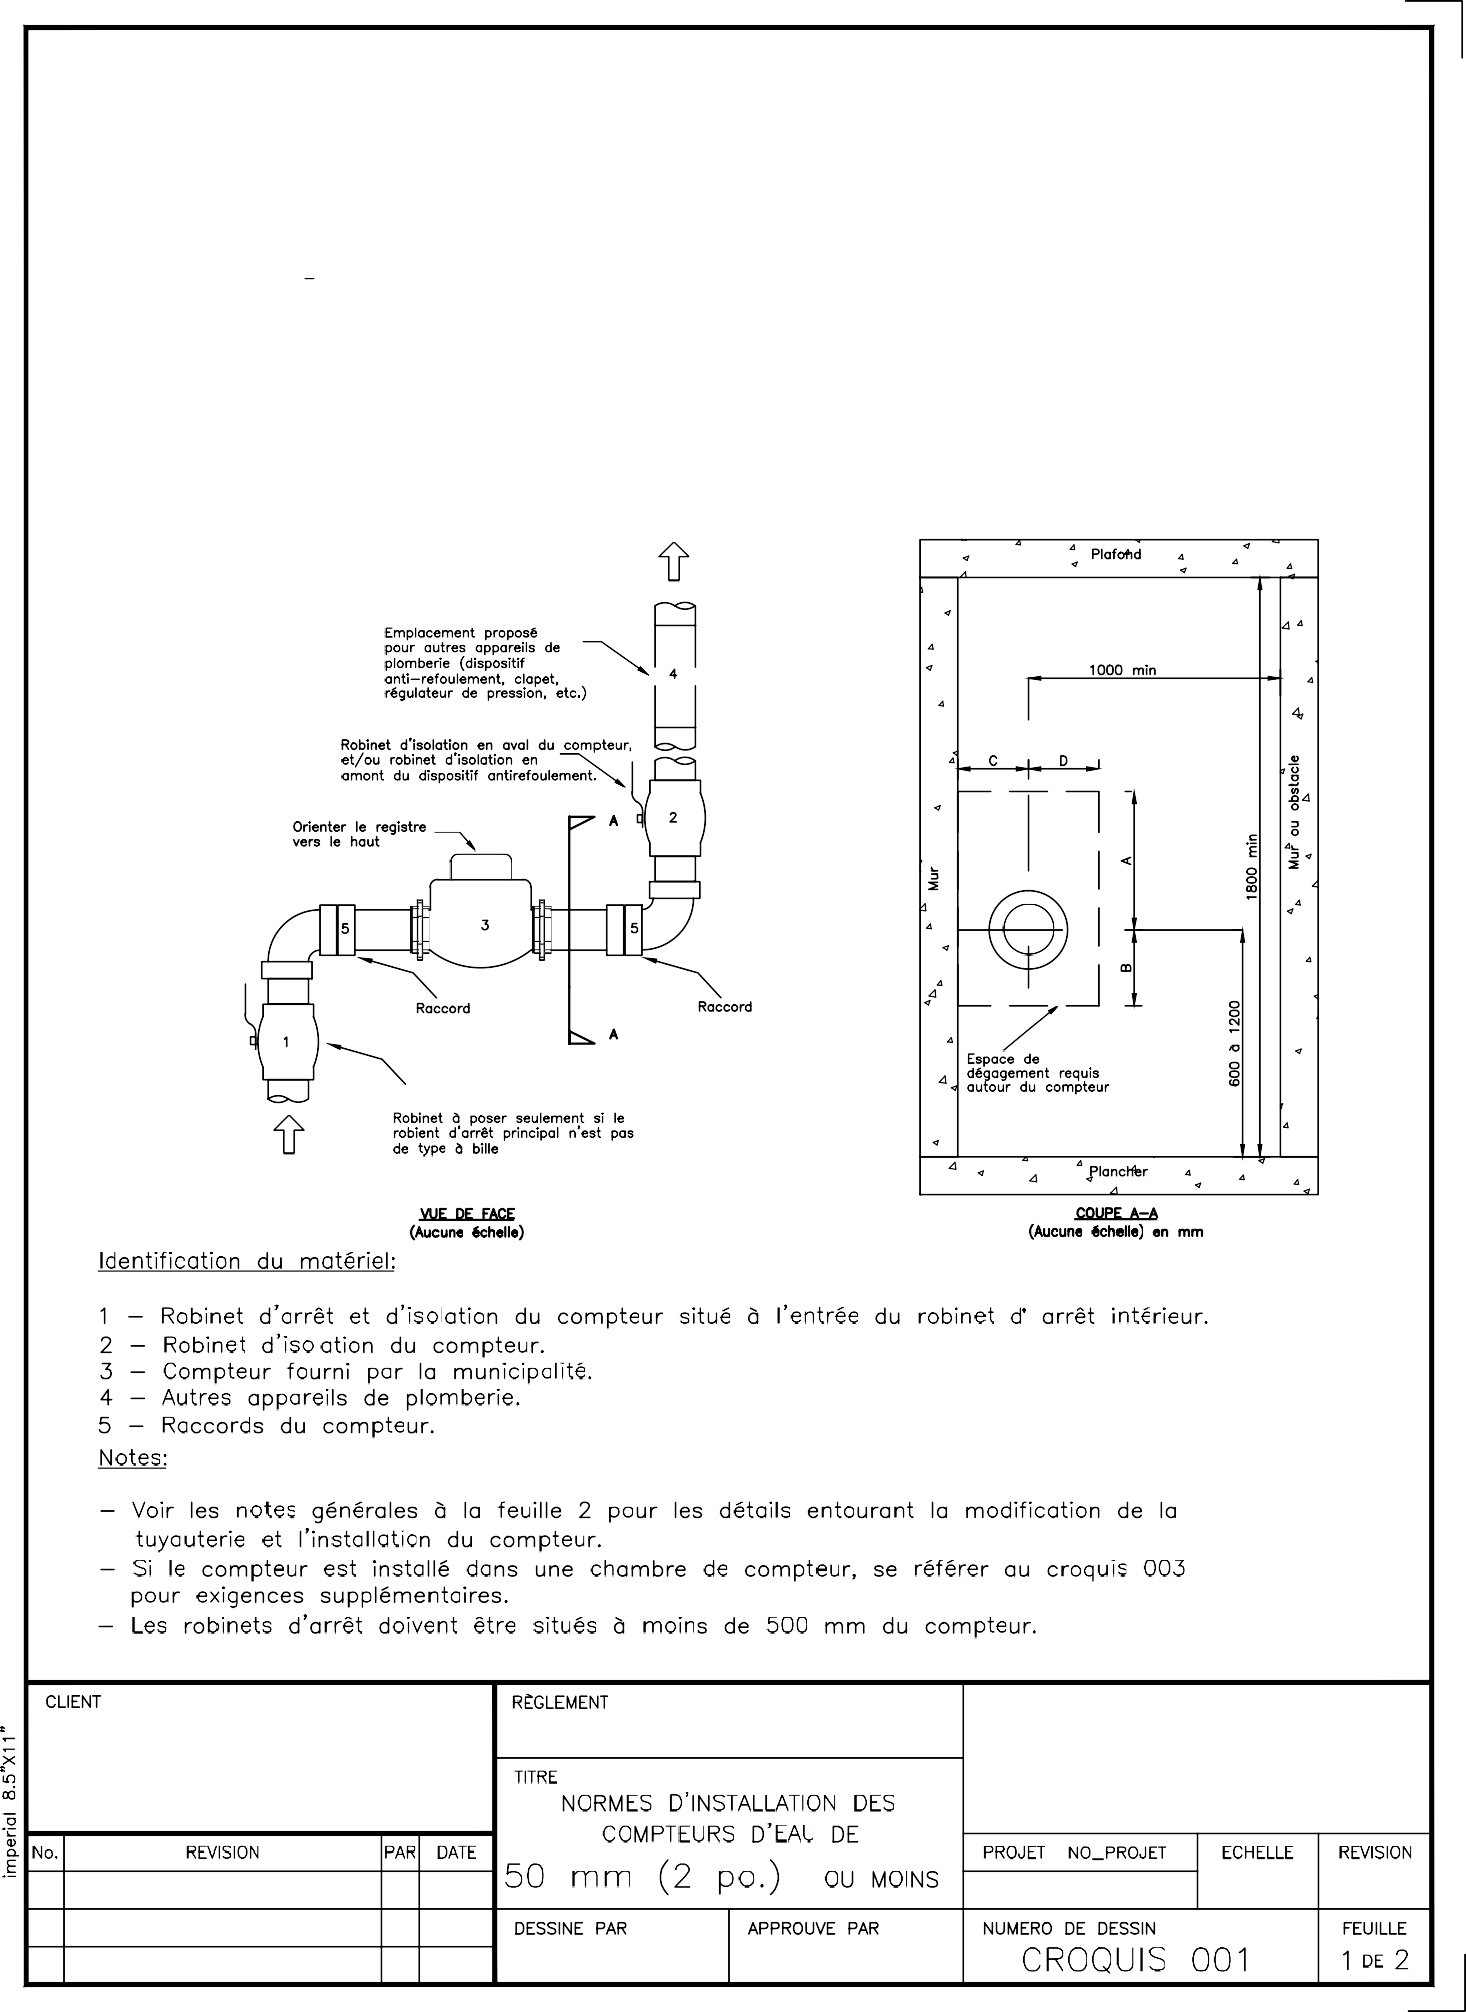 Plafond
Emplacement proposé
pour autres appareils de
plomberie (dispositif
anti-refoulement, clapet,
régulateur de pression, etc.)
4
1000 min
Robinet d'isolation en aval du compteur,
et/ou robinet d'isolation en
amont du dispositif antirefoulement.
C
D
Mur ou obstacle
Orienter le registre
vers le haut
A
2
A
1800 min
Mur
5
3
5
B
Raccord
Raccord
600 à 1200
1
A
Espace de
dégagement requis
autour du compteur
Robinet à poser seulement si le
robient d'arrêt principal n'est pas
de type à bille
Plancher
VUE DE FACE
(Aucune échelle)
COUPE A-A
(Aucune échelle) en mm
Identification du matériel:
1 - Robinet d'arrêt et d'isolation du compteur situé à l'entrée du robinet d' arrêt intérieur.
2 - Robinet d'iso ation du compteur.
3 - Compteur fourni par la municipalité.
4 - Autres appareils de plomberie.
5 - Raccords du compteur.
Notes:
- Voir les notes générales à la feuille 2 pour les détails entourant la modification de la
tuyauterie et l'installation du compteur.
- Si le compteur est installé dans une chambre de compteur, se référer au croquis 003
pour exigences supplémentaires.
- Les robinets d'arrêt doivent être situés à moins de 500 mm du compteur.
imperial 8.5"X11"
CLIENT
RÈGLEMENT
TITRE
NORMES D'INSTALLATION DES
COMPTEURS D'EAU DE
50 mm (2 po.) OU MOINS
No. REVISION PAR DATE
PROJET NO_PROJET ECHELLE REVISION
DESSINE PAR
APPROUVE PAR
NUMERO DE DESSIN
CROQUIS 001
FEUILLE
1 DE 2